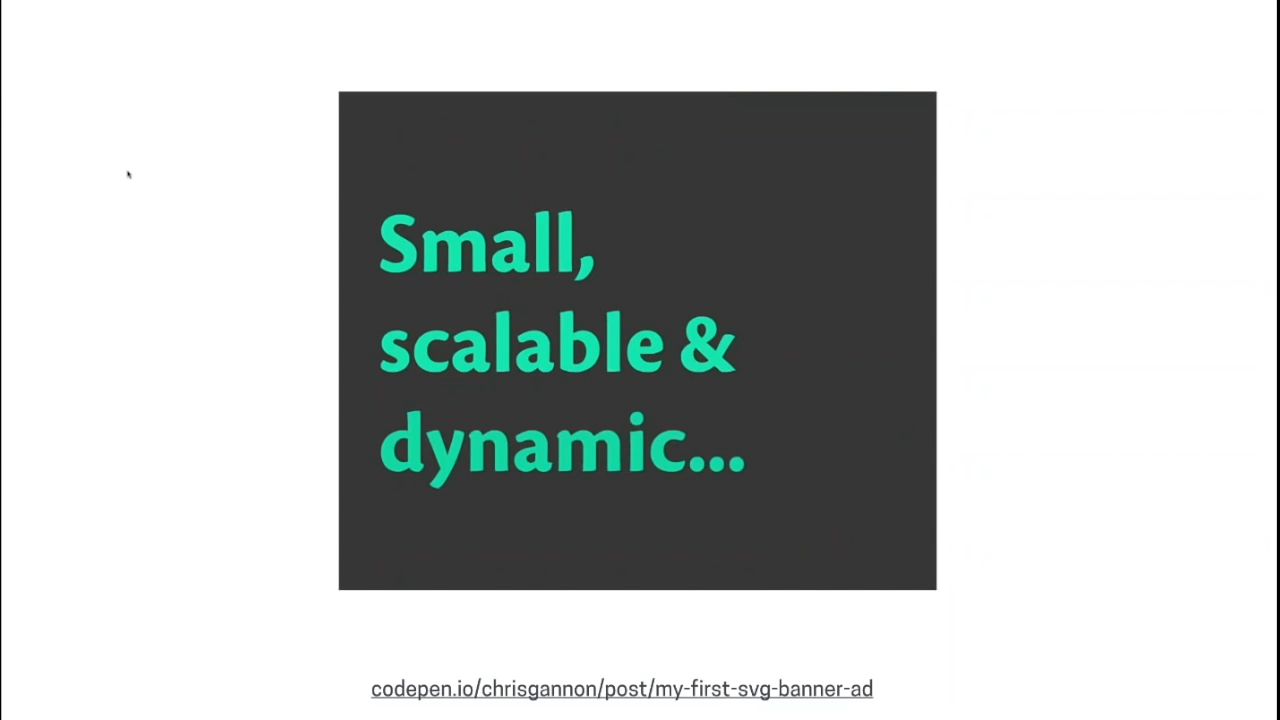 Small,
scalable &
dynamic...
codepen.io/chrisgannon/post/my-first-svg-banner-ad